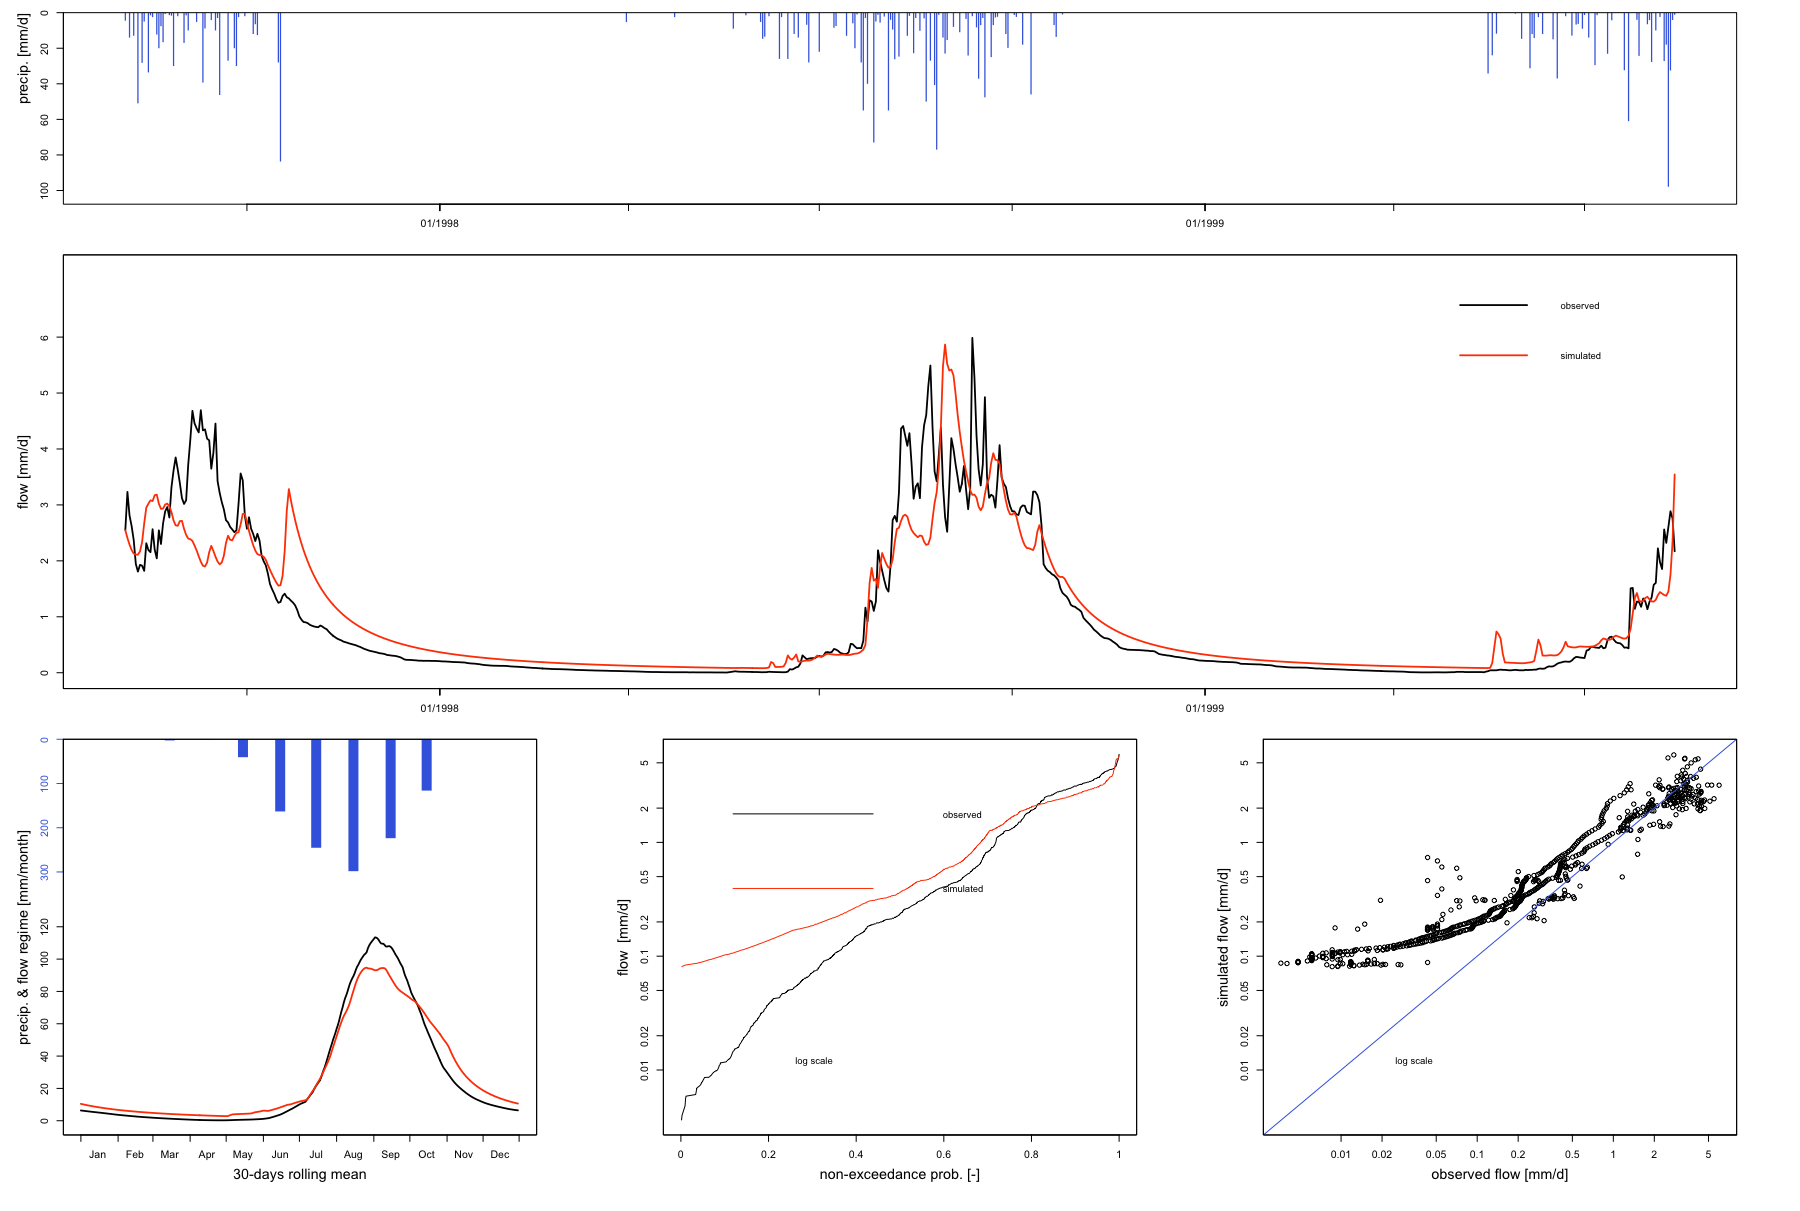 precip. [mm/d]
0
20
40
60
80
100
01/1998
01/1999
flow [mm/d]
0
1
2
3
4
5
6
observed
simulated
01/1998
01/1999
precip. & flow regime [mm/month]
0
100
200
300
0
20
40
60
80
100
120
Jan Feb Mar Apr May Jun Jul Aug Sep Oct Nov Dec
30-days rolling mean
flow [mm/d]
0.01
0.02
0.05
0.1
0.2
0.5
1
2
5
observed
simulated
log scale
0 0.2 0.4 0.6 0.8 1
non-exceedance prob. [-]
simulated flow [mm/d]
0.01
0.02
0.05
0.1
0.2
0.5
1
2
5
log scale
0.01 0.02 0.05 0.1 0.2 0.5 1 2 5
observed flow [mm/d]